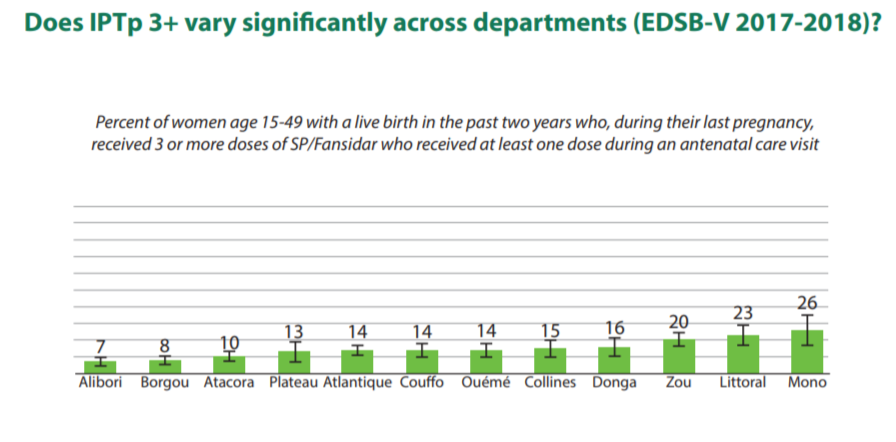 Does IPTp 3+ vary significantly across departments (EDSB-V 2017-2018)?
Percent of women age 15-49 with a live birth in the past two years who, during their last pregnancy,
received 3 or more doses of SP/Fansidar who received at least one dose during an antenatal care visit
7 8 10 13 14 14 14 15 16 20 23 26
Alibori Borgou Atacora Plateau Atlantique Couffo Ouémé Collines Donga Zou Littoral Mono